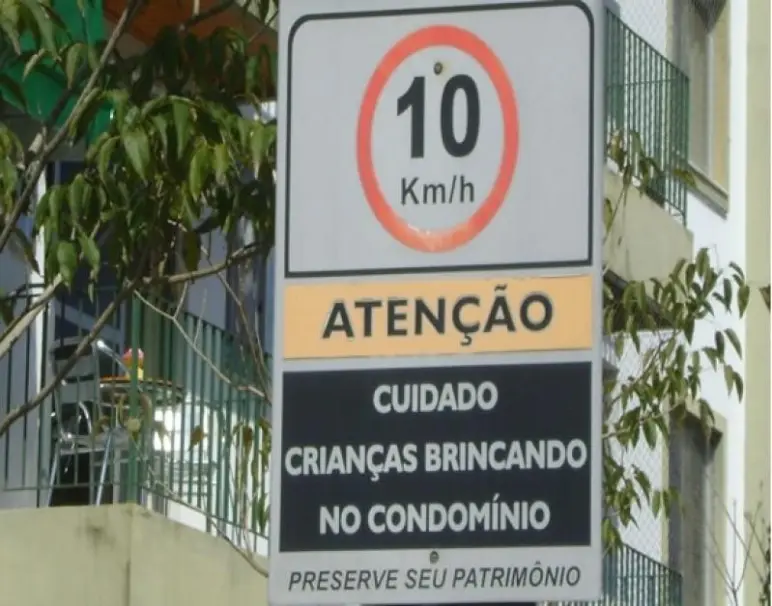 10
Km/h
ATENÇÃO
CUIDADO
CRIANÇAS BRINCANDO
NO CONDOMÍNIO
PRESERVE SEU PATRIMÔNIO